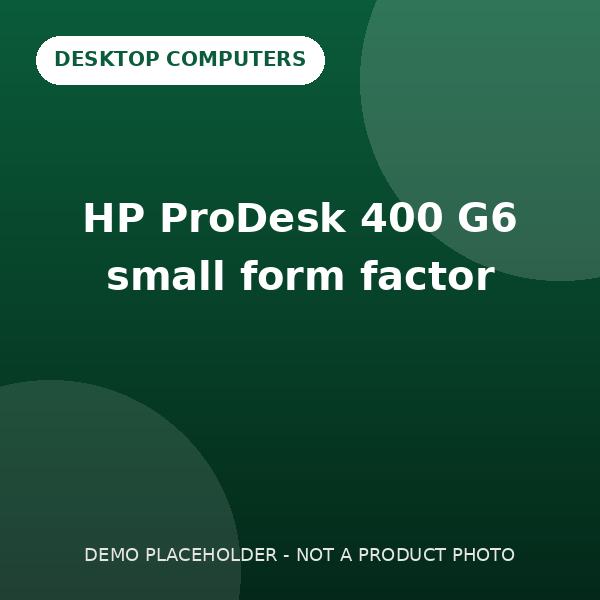 DESKTOP COMPUTERS
HP ProDesk 400 G6
small form factor
DEMO PLACEHOLDER - NOT A PRODUCT PHOTO